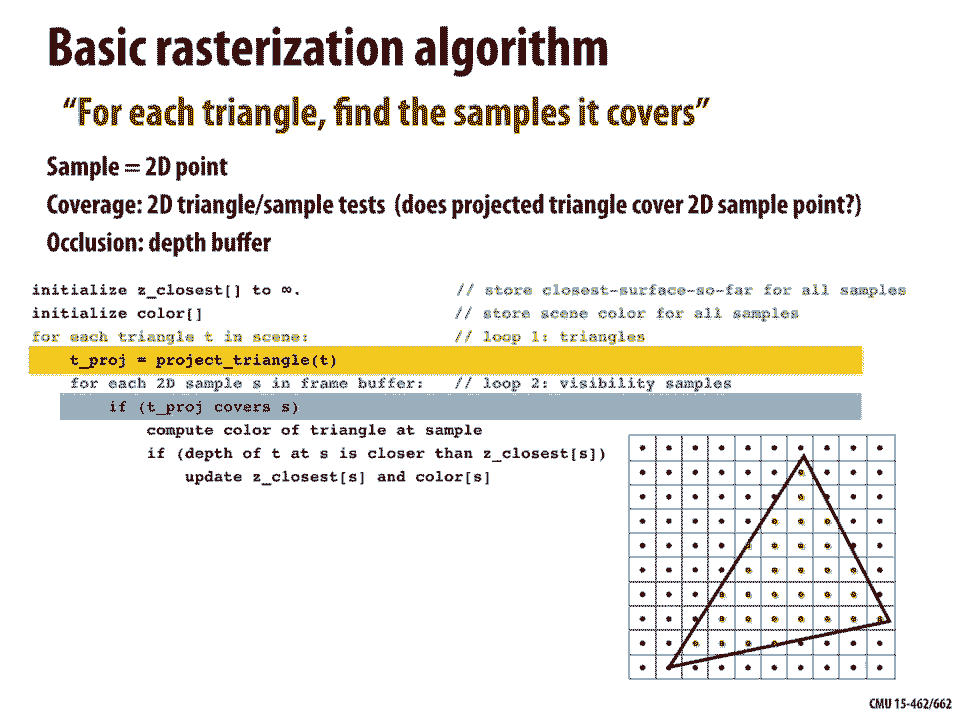 Basic rasterization algorithm
“For each triangle, find the samples it covers”
Sample = 2D point
Coverage: 2D triangle/sample tests (does projected triangle cover 2D sample point?)
Occlusion: depth buffer
initialize z_closest[] to ∞. // store closest-surface-so-far for all samples
initialize color[] // store scene color for all samples
for each triangle t in scene: // loop 1: triangles
t_proj = project_triangle(t)
for each 2D sample s in frame buffer: // loop 2: visibility samples
if (t_proj covers s)
compute color of triangle at sample
if (depth of t at s is closer than z_closest[s])
update z_closest[s] and color[s]
CMU 15-462/662